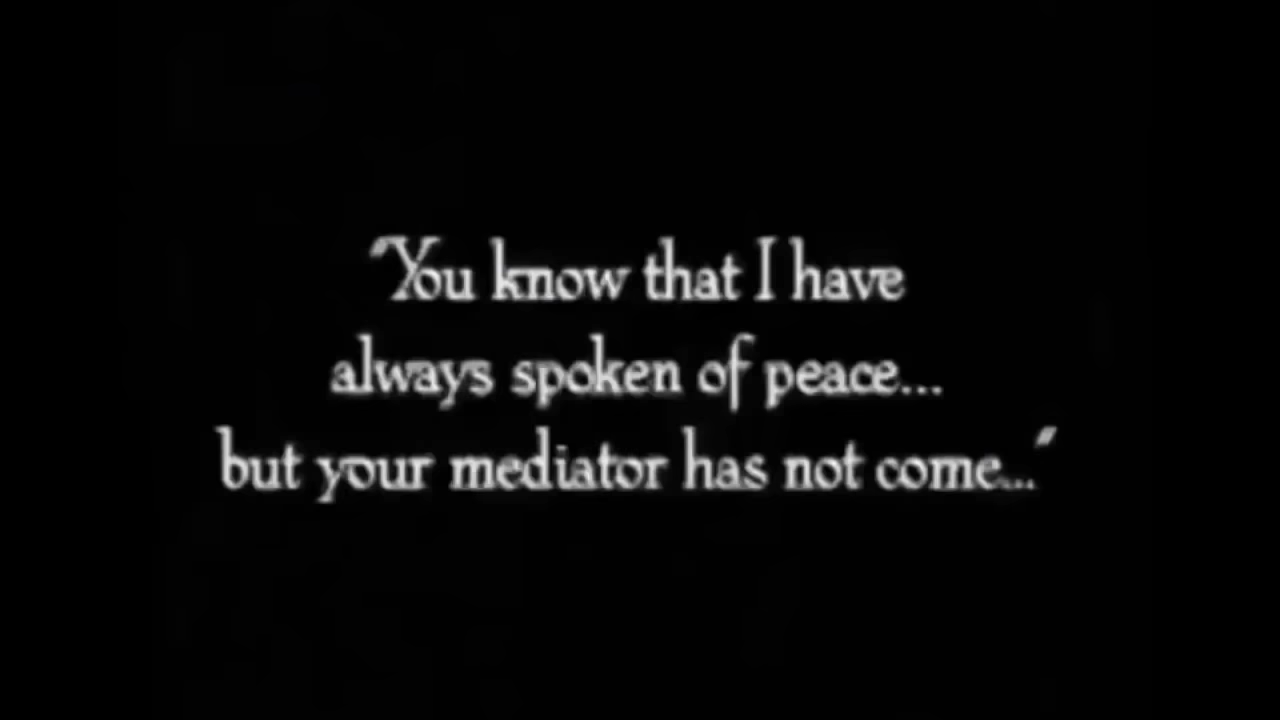 "You know that I have
always spoken of peace...
but your mediator has not come..."